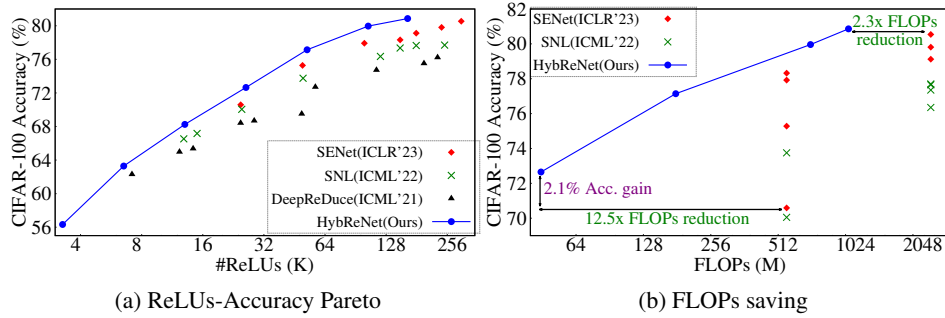 80
76
72
68
64
60
56
CIFAR-100 Accuracy (%)
SENet(ICLR'23)
SNL(ICML'22)
DeepReDuce(ICML'21)
HybReNet(Ours)
4 8 16 32 64 128 256
#ReLUs (K)
(a) ReLUs-Accuracy Pareto
82
80
78
76
74
72
70
CIFAR-100 Accuracy (%)
SENet(ICLR'23)
SNL(ICML'22)
HybReNet(Ours)
2.3x FLOPs
reduction
2.1% Acc. gain
12.5x FLOPs reduction
64 128 256 512 1024 2048
FLOPs (M)
(b) FLOPs saving